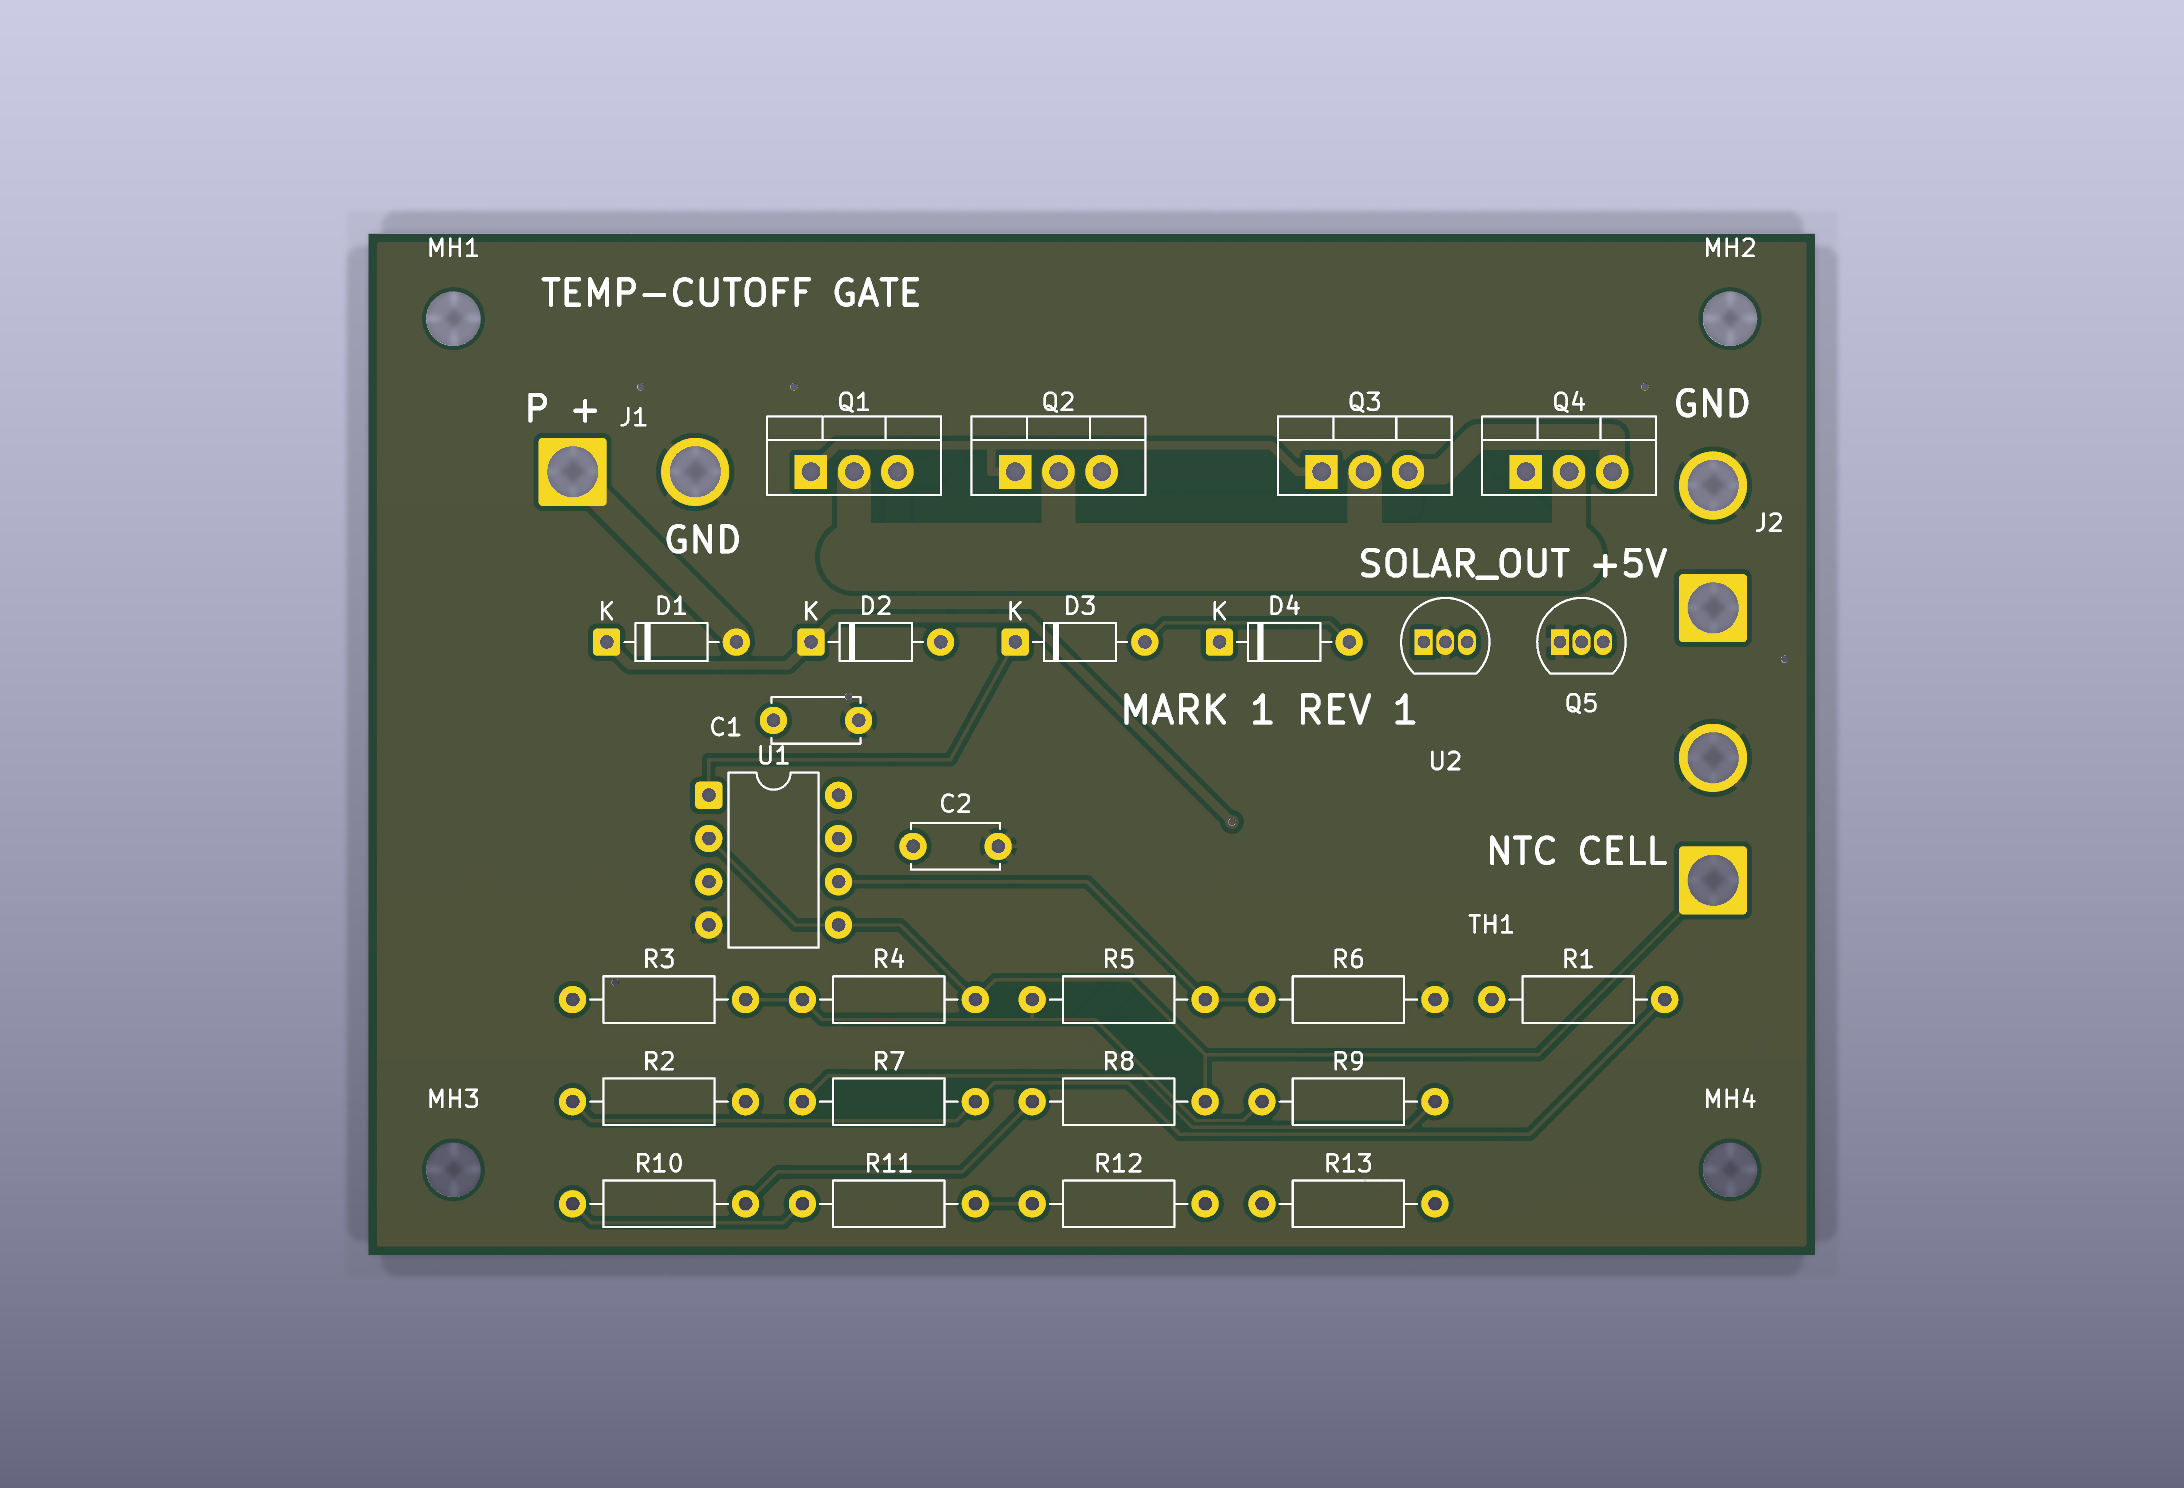 MH1
MH2
TEMP-CUTOFF GATE
P +
J1
Q1
Q2
Q3
Q4
GND
GND
J2
SOLAR_OUT +5V
K
D1
K
D2
K
D3
K
D4
MARK 1 REV 1
Q5
C1
U1
U2
C2
NTC CELL
TH1
R3
R4
R5
R6
R1
R2
R7
R8
R9
MH3
MH4
R10
R11
R12
R13